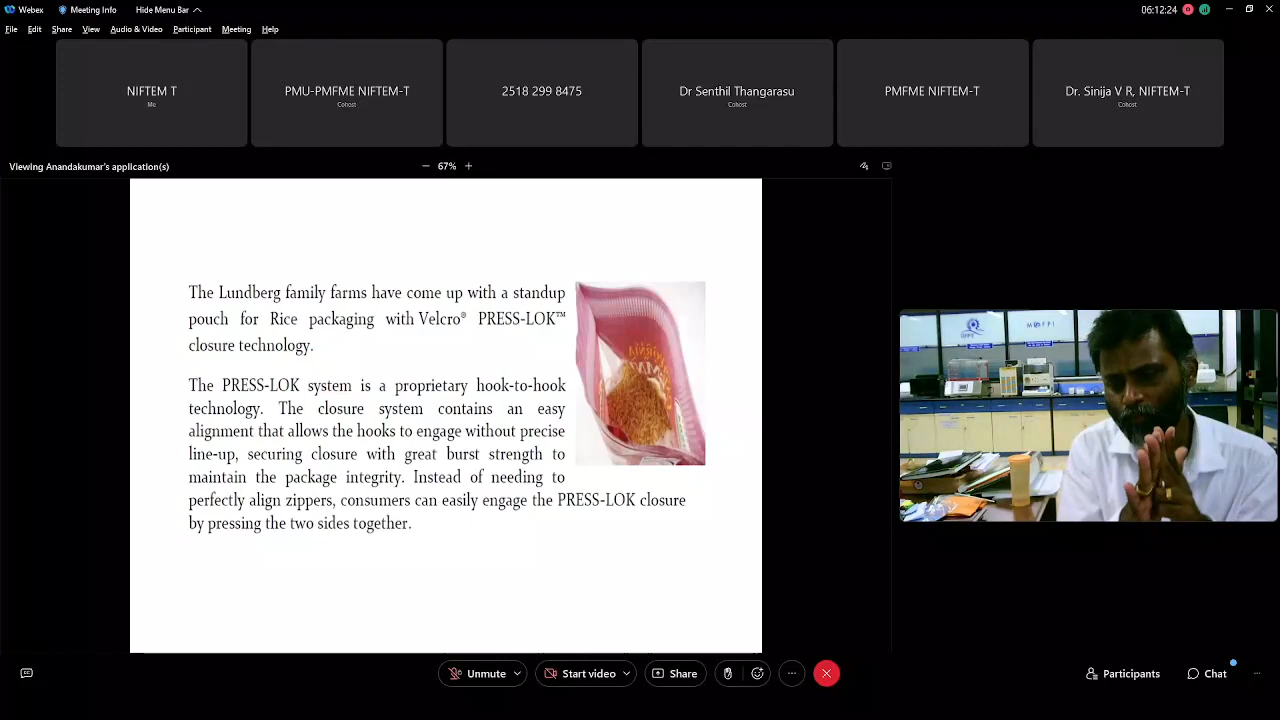 Webex
Meeting Info
Hide Menu Bar
06:12:24
File Edit Share View Audio & Video Participant Meeting Help
NIFTEM T
Me
PMU-PMFME NIFTEM-T
Cohost
2518 299 8475
Dr Senthil Thangarasu
Cohost
PMFME NIFTEM-T
Dr. Sinija V R, NIFTEM-T
Cohost
Viewing Anandakumar's application(s)
67%
The Lundberg family farms have come up with a standup
pouch for Rice packaging with Velcro® PRESS-LOK™
closure technology.
The PRESS-LOK system is a proprietary hook-to-hook
technology. The closure system contains an easy
alignment that allows the hooks to engage without precise
line-up, securing closure with great burst strength to
maintain the package integrity. Instead of needing to
perfectly align zippers, consumers can easily engage the PRESS-LOK closure
by pressing the two sides together.
Unmute
Start video
Share
Participants
Chat